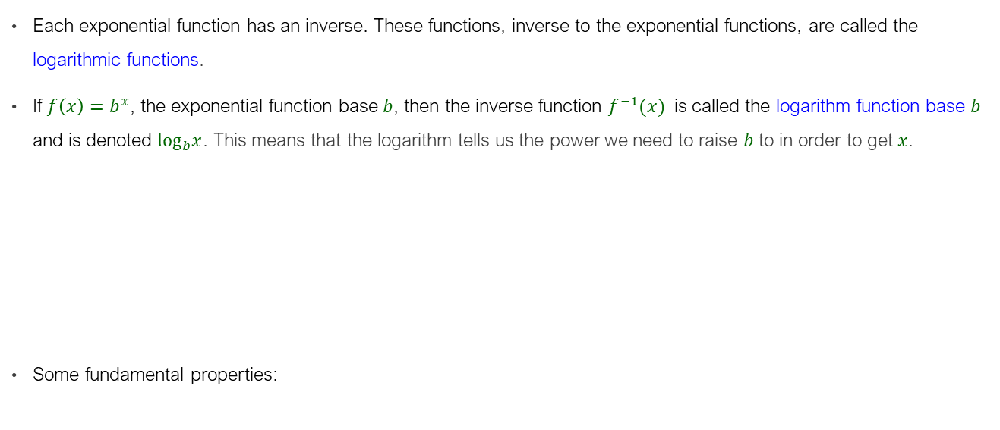 • Each exponential function has an inverse. These functions, inverse to the exponential functions, are called the
logarithmic functions.
• If f(x) = bˣ, the exponential function base b, then the inverse function f⁻¹(x) is called the logarithm function base b
and is denoted log_b x. This means that the logarithm tells us the power we need to raise b to in order to get x.
• Some fundamental properties: